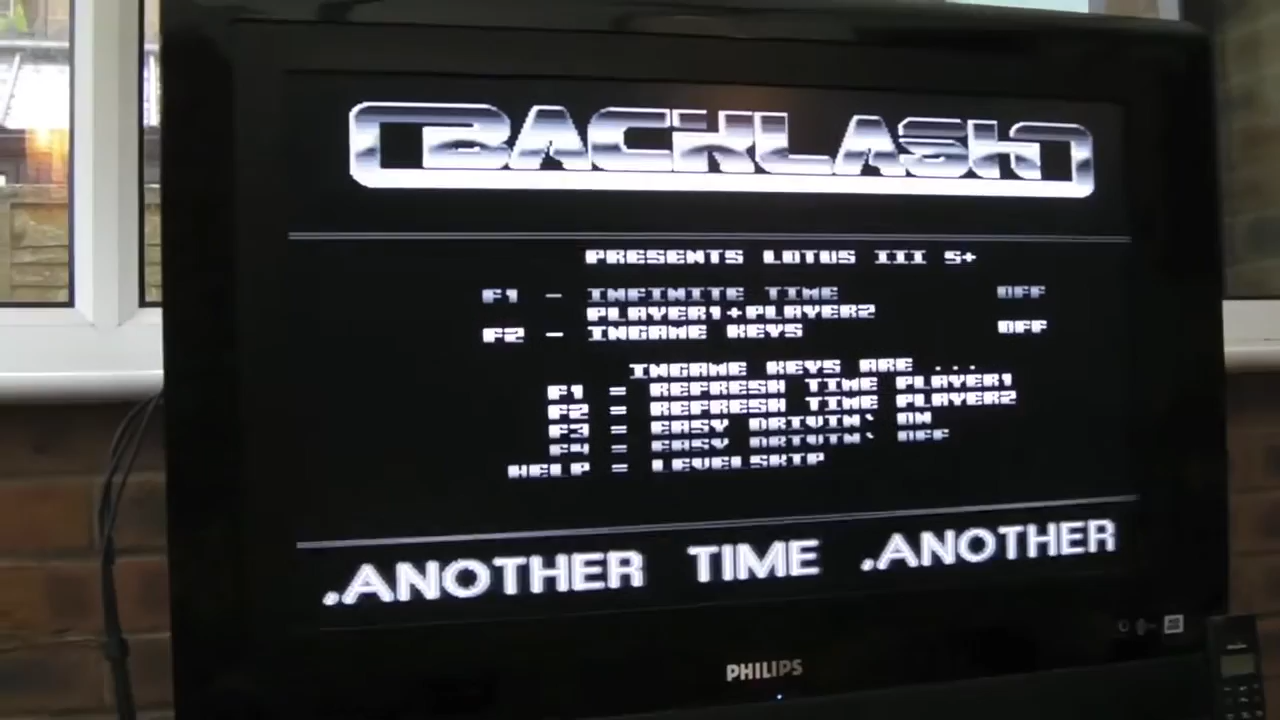 BACKLASH
PRESENTS LOTUS III 5+
F1 - INFINITE TIME OFF
PLAYER1+PLAYER2
F2 - INGAME KEYS OFF
INGAME KEYS ARE ...
F1 = REFRESH TIME PLAYER1
F2 = REFRESH TIME PLAYER2
F3 = EASY DRIVIN` ON
F4 = EASY DRIVIN` OFF
HELP = LEVELSKIP
.ANOTHER TIME .ANOTHER
PHILIPS